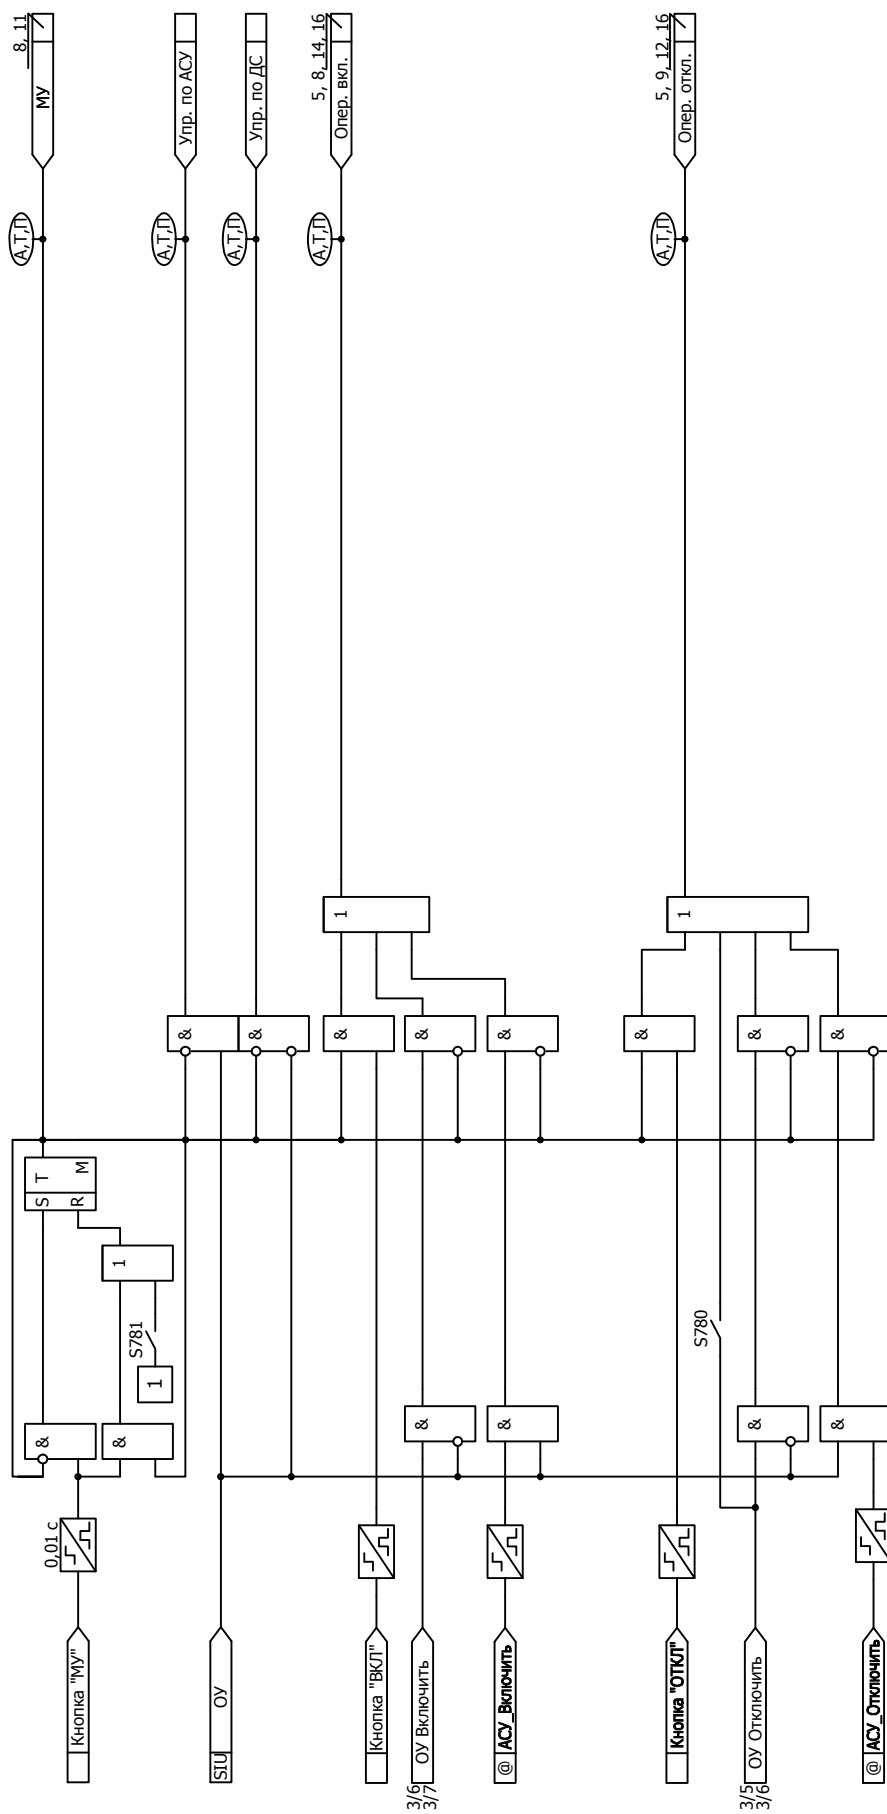 8, 11
МУ
А,Т,П
Упр. по АСУ
А,Т,П
Упр. по ДС
А,Т,П
5, 8, 14, 16
Опер. вкл.
А,Т,П
5, 9, 12, 16
Опер. откл.
А,Т,П
1
1
&
&
&
&
&
&
&
&
S T
R M
1
S781
1
S780
&
&
&
&
&
&
0,01 с
Кнопка "МУ"
SIU ОУ
Кнопка "ВКЛ"
3/6
3/7
ОУ Включить
@ АСУ_Включить
Кнопка "ОТКЛ"
3/5
3/6
ОУ Отключить
@ АСУ_Отключить